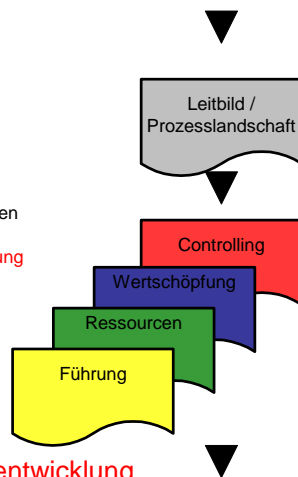 Leitbild /
Prozesslandschaft
en
ung
Controlling
Wertschöpfung
Ressourcen
Führung
entwicklung